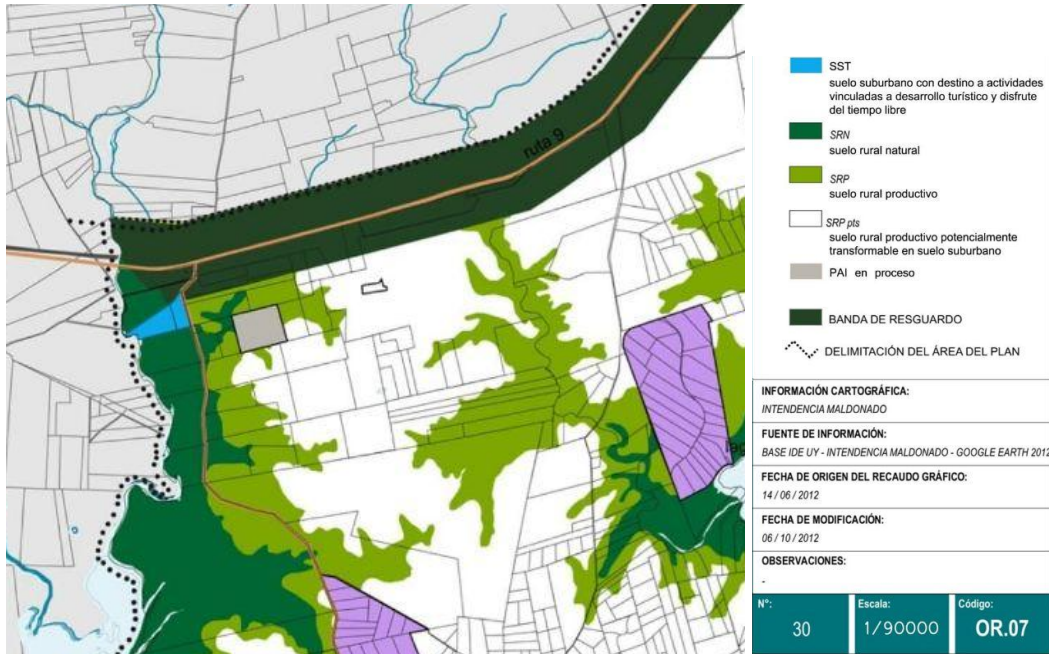 ruta 9
SST
suelo suburbano con destino a actividades
vinculadas a desarrollo turístico y disfrute
del tiempo libre
SRN
suelo rural natural
SRP
suelo rural productivo
SRP pts
suelo rural productivo potencialmente
transformable en suelo suburbano
PAI en proceso
BANDA DE RESGUARDO
DELIMITACIÓN DEL ÁREA DEL PLAN
INFORMACIÓN CARTOGRÁFICA:
INTENDENCIA MALDONADO
FUENTE DE INFORMACIÓN:
BASE IDE UY - INTENDENCIA MALDONADO - GOOGLE EARTH 2012
FECHA DE ORIGEN DEL RECAUDO GRÁFICO:
14 / 06 / 2012
FECHA DE MODIFICACIÓN:
06 / 10 / 2012
OBSERVACIONES:
-
Nº:
30
Escala:
1/90000
Código:
OR.07